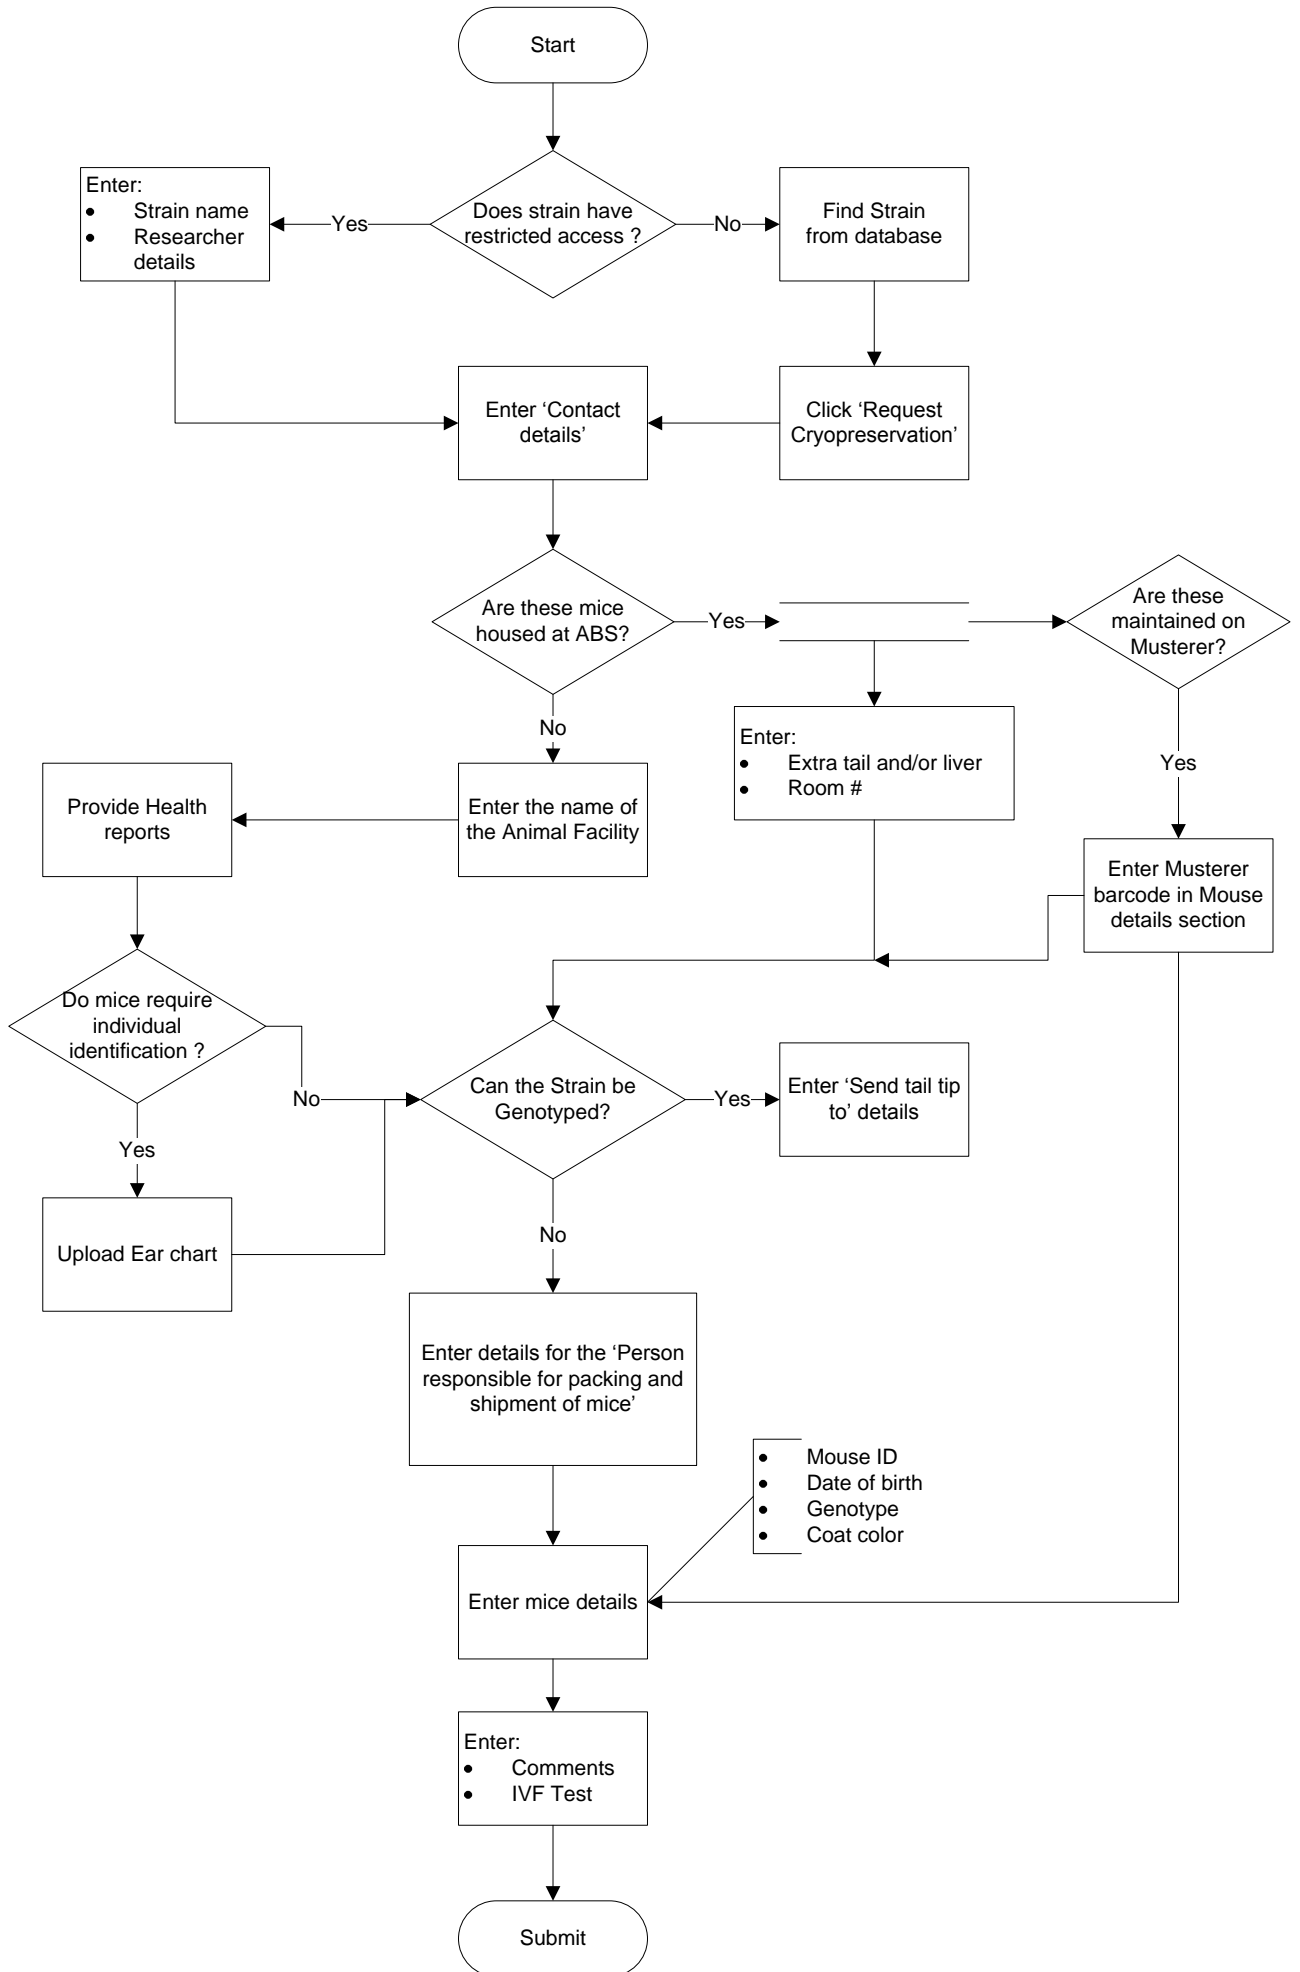 Start
Does strain have
restricted access ?
Yes
No
Enter:
• Strain name
• Researcher
details
Find Strain
from database
Enter ‘Contact
details’
Click ‘Request
Cryopreservation’
Are these mice
housed at ABS?
Yes
Are these
maintained on
Musterer?
No
Enter:
• Extra tail and/or liver
• Room #
Yes
Provide Health
reports
Enter the name of
the Animal Facility
Enter Musterer
barcode in Mouse
details section
Do mice require
individual
identification ?
No
Can the Strain be
Genotyped?
Yes
Enter ‘Send tail tip
to’ details
Yes
Upload Ear chart
No
Enter details for the ‘Person
responsible for packing and
shipment of mice’
• Mouse ID
• Date of birth
• Genotype
• Coat color
Enter mice details
Enter:
• Comments
• IVF Test
Submit